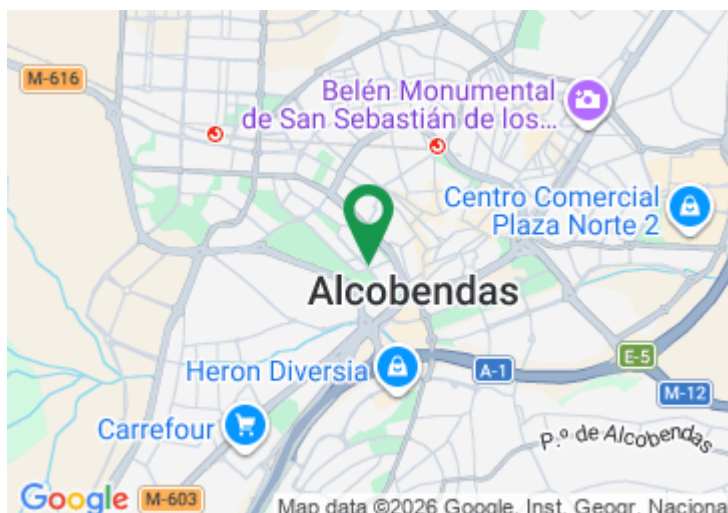 M-616
Belén Monumental
de San Sebastián de los...
Centro Comercial
Plaza Norte 2
Alcobendas
Heron Diversia
A-1
E-5
M-12
Carrefour
P.º de Alcobendas
Google
M-603
Map data ©2026 Google, Inst. Geogr. Naciona